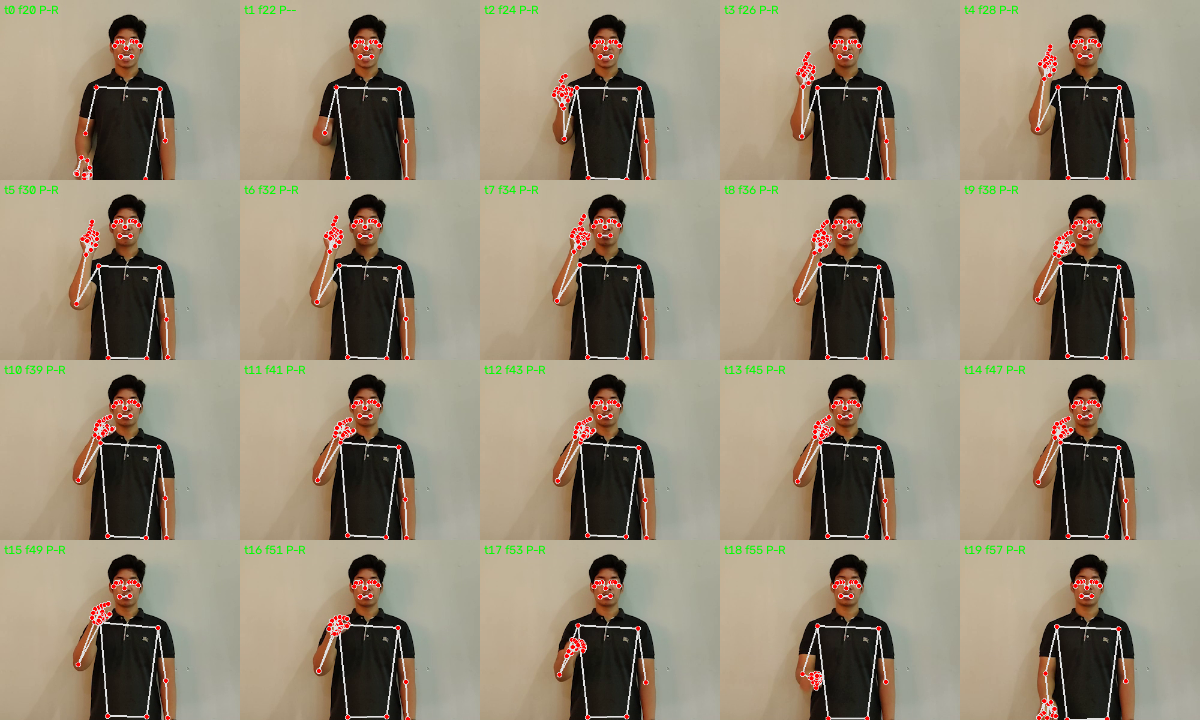 t0 f20 P-R
t1 f22 P--
t2 f24 P-R
t3 f26 P-R
t4 f28 P-R
t5 f30 P-R
t6 f32 P-R
t7 f34 P-R
t8 f36 P-R
t9 f38 P-R
t10 f39 P-R
t11 f41 P-R
t12 f43 P-R
t13 f45 P-R
t14 f47 P-R
t15 f49 P-R
t16 f51 P-R
t17 f53 P-R
t18 f55 P-R
t19 f57 P-R